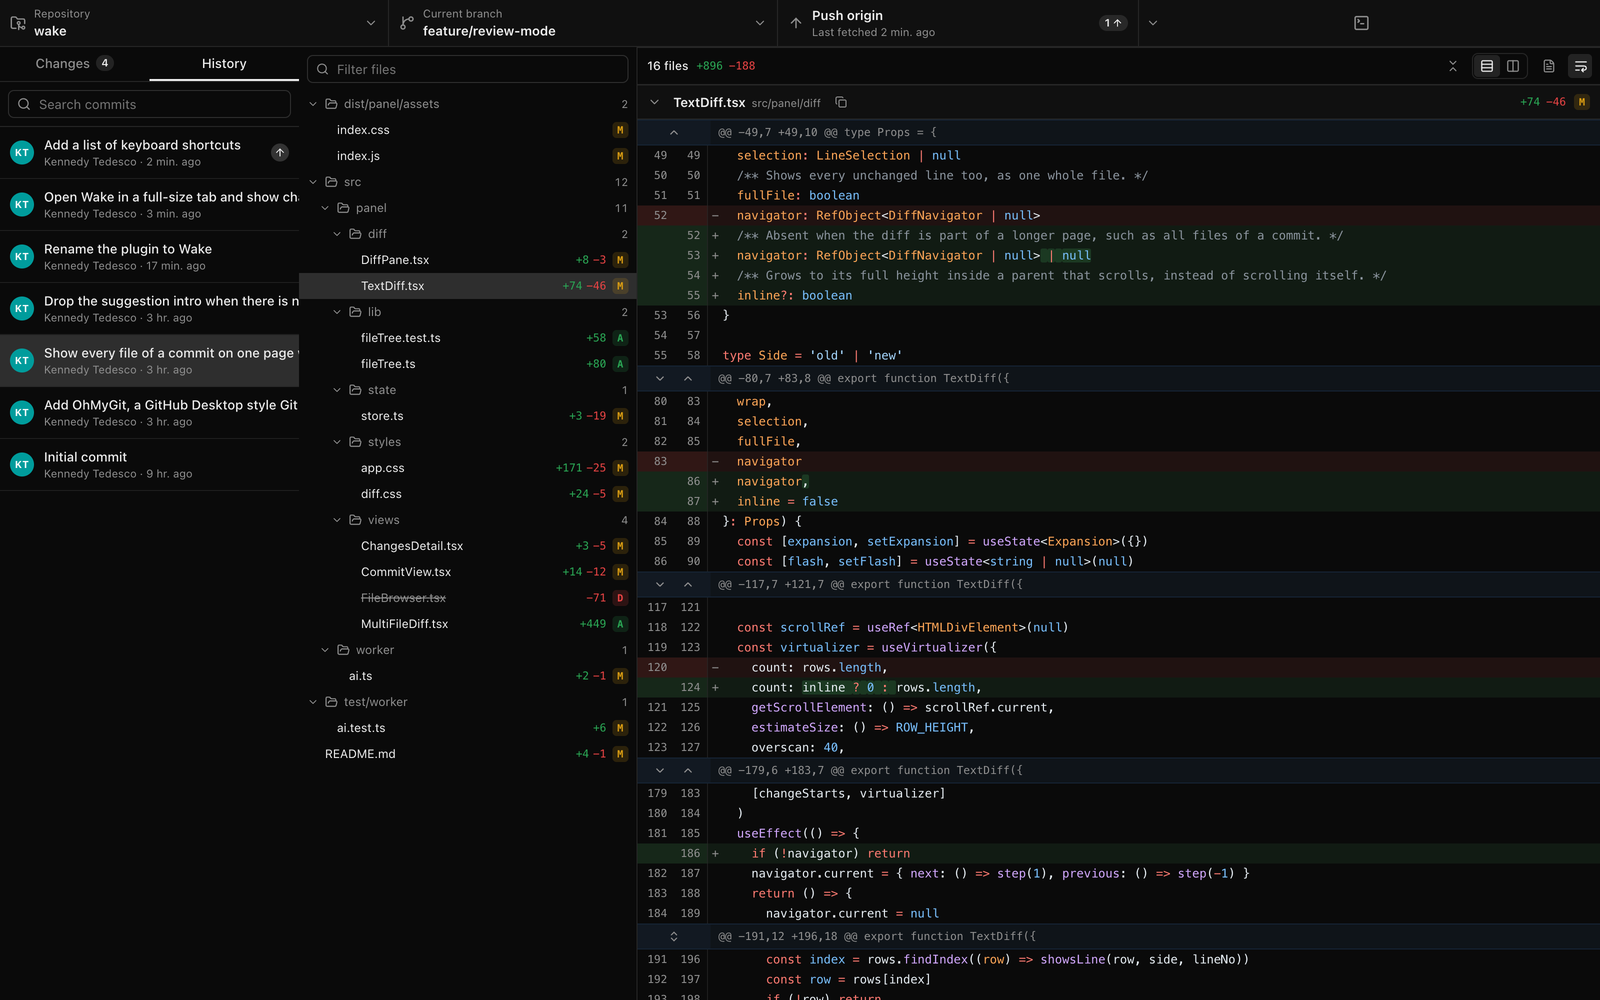 Repository
wake
Current branch
feature/review-mode
Push origin
Last fetched 2 min. ago
1
Changes 4
History
Search commits
Add a list of keyboard shortcuts
Kennedy Tedesco · 2 min. ago
KT
Open Wake in a full-size tab and show cha
Kennedy Tedesco · 3 min. ago
KT
Rename the plugin to Wake
Kennedy Tedesco · 17 min. ago
KT
Drop the suggestion intro when there is n
Kennedy Tedesco · 3 hr. ago
KT
Show every file of a commit on one page
Kennedy Tedesco · 3 hr. ago
KT
Add OhMyGit, a GitHub Desktop style Git
Kennedy Tedesco · 3 hr. ago
KT
Initial commit
Kennedy Tedesco · 9 hr. ago
KT
Filter files
dist/panel/assets 2
index.css M
index.js M
src 12
panel 11
diff 2
DiffPane.tsx +8 −3 M
TextDiff.tsx +74 −46 M
lib 2
fileTree.test.ts +58 A
fileTree.ts +80 A
state 1
store.ts +3 −19 M
styles 2
app.css +171 −25 M
diff.css +24 −5 M
views 4
ChangesDetail.tsx +3 −5 M
CommitView.tsx +14 −12 M
FileBrowser.tsx −71 D
MultiFileDiff.tsx +449 A
worker 1
ai.ts +2 −1 M
test/worker 1
ai.test.ts +6 M
README.md +4 −1 M
16 files +896 −188
TextDiff.tsx src/panel/diff +74 −46 M
@@ −49,7 +49,10 @@ type Props = {
49 49 selection: LineSelection | null
50 50 /** Shows every unchanged line too, as one whole file. */
51 51 fullFile: boolean
52 − navigator: RefObject<DiffNavigator | null>
52 + /** Absent when the diff is part of a longer page, such as all files of a commit. */
53 + navigator: RefObject<DiffNavigator | null> | null
54 + /** Grows to its full height inside a parent that scrolls, instead of scrolling itself. */
55 + inline?: boolean
53 56 }
54 57
55 58 type Side = 'old' | 'new'
@@ −80,7 +83,8 @@ export function TextDiff({
80 83 wrap,
81 84 selection,
82 85 fullFile,
83 − navigator
86 + navigator,
87 + inline = false
84 88 }: Props) {
85 89 const [expansion, setExpansion] = useState<Expansion>({})
86 90 const [flash, setFlash] = useState<string | null>(null)
@@ −117,7 +121,7 @@ export function TextDiff({
117 121
118 122 const scrollRef = useRef<HTMLDivElement>(null)
119 123 const virtualizer = useVirtualizer({
120 − count: rows.length,
124 + count: inline ? 0 : rows.length,
121 125 getScrollElement: () => scrollRef.current,
122 126 estimateSize: () => ROW_HEIGHT,
123 127 overscan: 40,
@@ −179,6 +183,7 @@ export function TextDiff({
179 183 [changeStarts, virtualizer]
180 184 )
181 185 useEffect(() => {
186 + if (!navigator) return
182 187 navigator.current = { next: () => step(1), previous: () => step(−1) }
183 188 return () => {
184 189 navigator.current = null
@@ −191,12 +196,18 @@ export function TextDiff({
191 196 const index = rows.findIndex((row) => showsLine(row, side, lineNo))
192 197 const row = rows[index]
193 198 if (!row) return